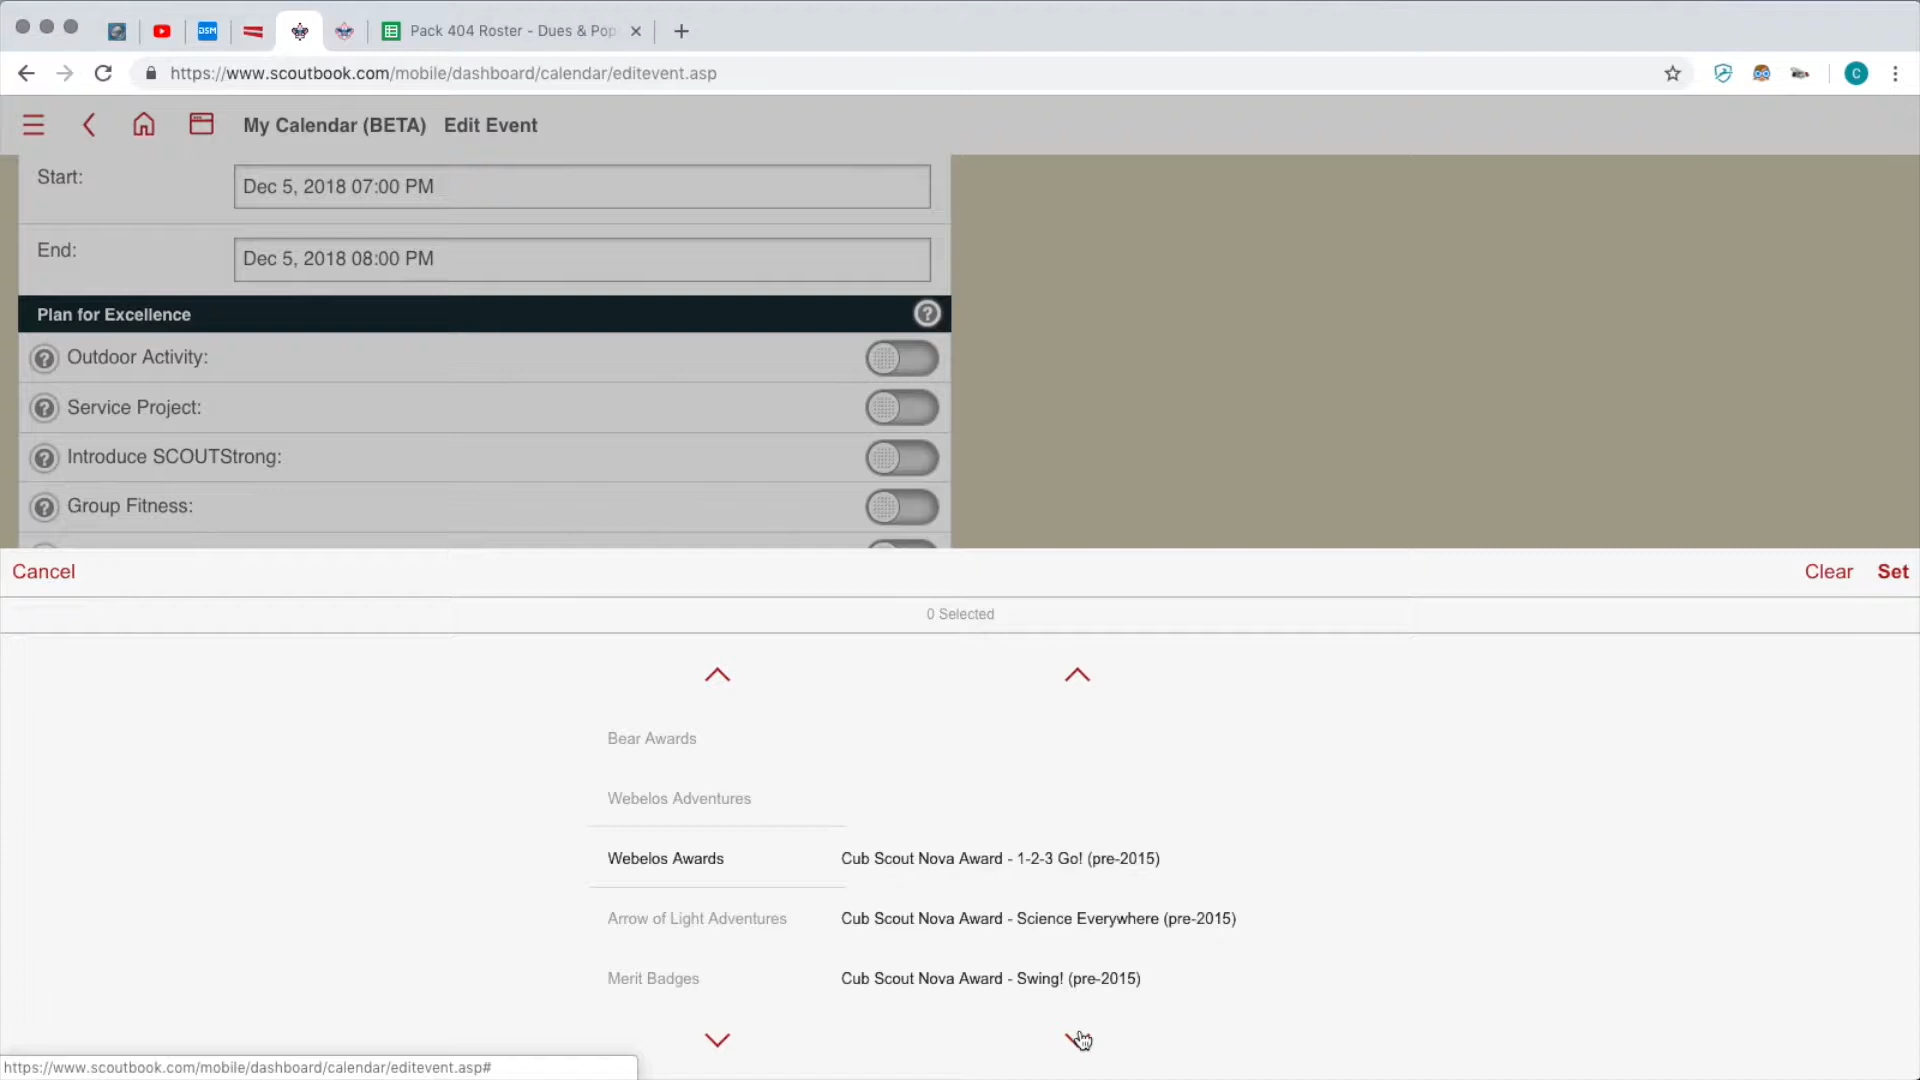 DSM
Pack 404 Roster - Dues & Pop
https://www.scoutbook.com/mobile/dashboard/calendar/editevent.asp
C
My Calendar (BETA) Edit Event
Start:
Dec 5, 2018 07:00 PM
End:
Dec 5, 2018 08:00 PM
Plan for Excellence
Outdoor Activity:
Service Project:
Introduce SCOUTStrong:
Group Fitness:
Cancel
Clear Set
0 Selected
Bear Awards
Webelos Adventures
Webelos Awards
Cub Scout Nova Award - 1-2-3 Go! (pre-2015)
Arrow of Light Adventures
Cub Scout Nova Award - Science Everywhere (pre-2015)
Merit Badges
Cub Scout Nova Award - Swing! (pre-2015)
https://www.scoutbook.com/mobile/dashboard/calendar/editevent.asp#